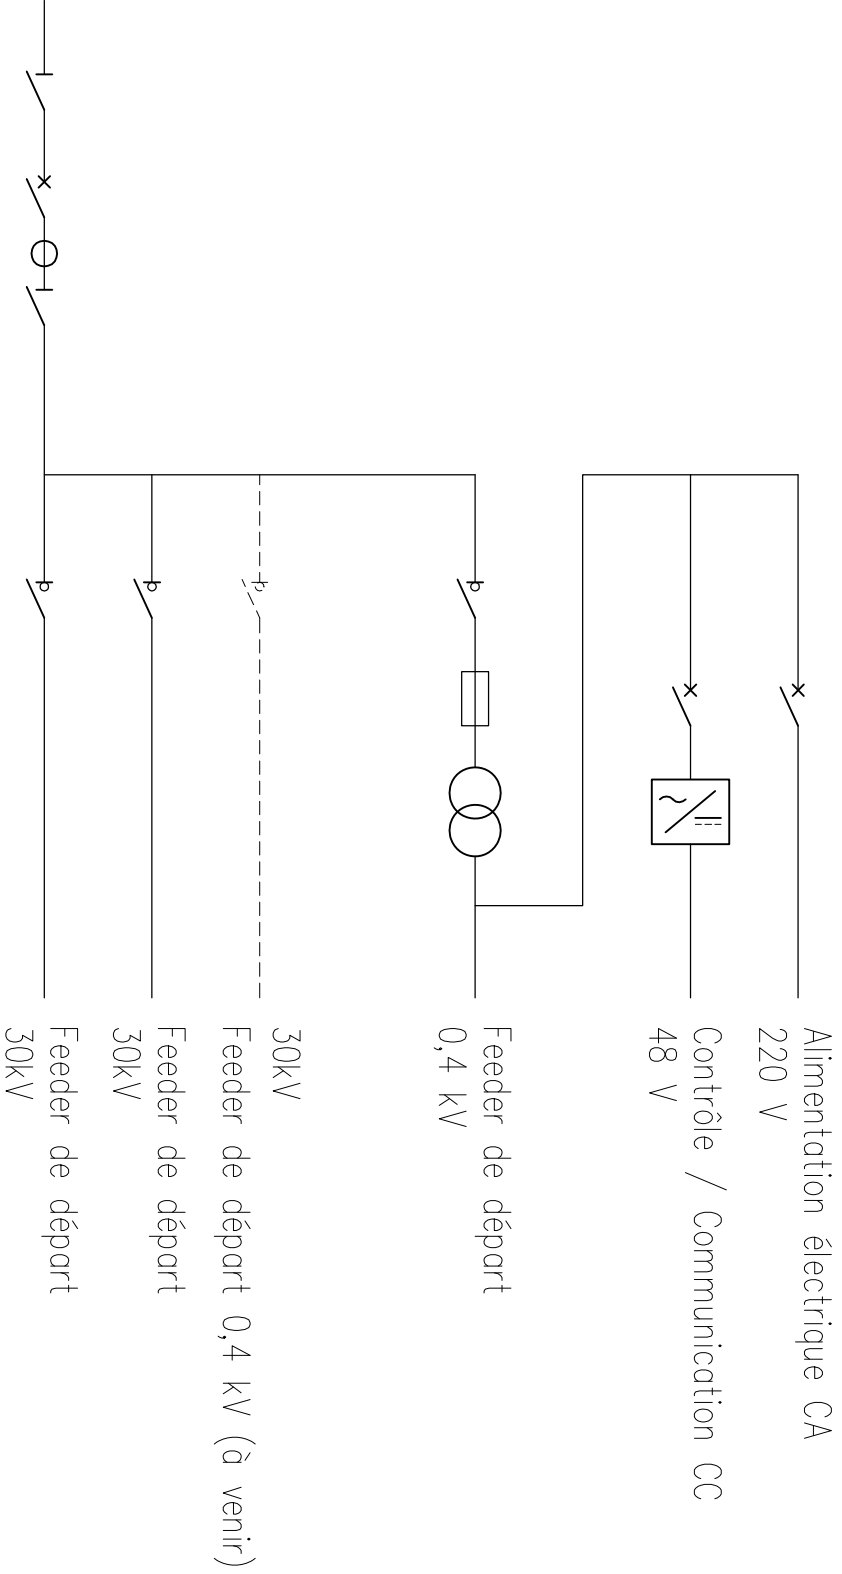 Alimentation électrique CA
220 V
Contrôle / Communication CC
48 V
Feeder de départ
0,4 kV
30kV
Feeder de départ 0,4 kV (à venir)
Feeder de départ
30kV
Feeder de départ
30kV